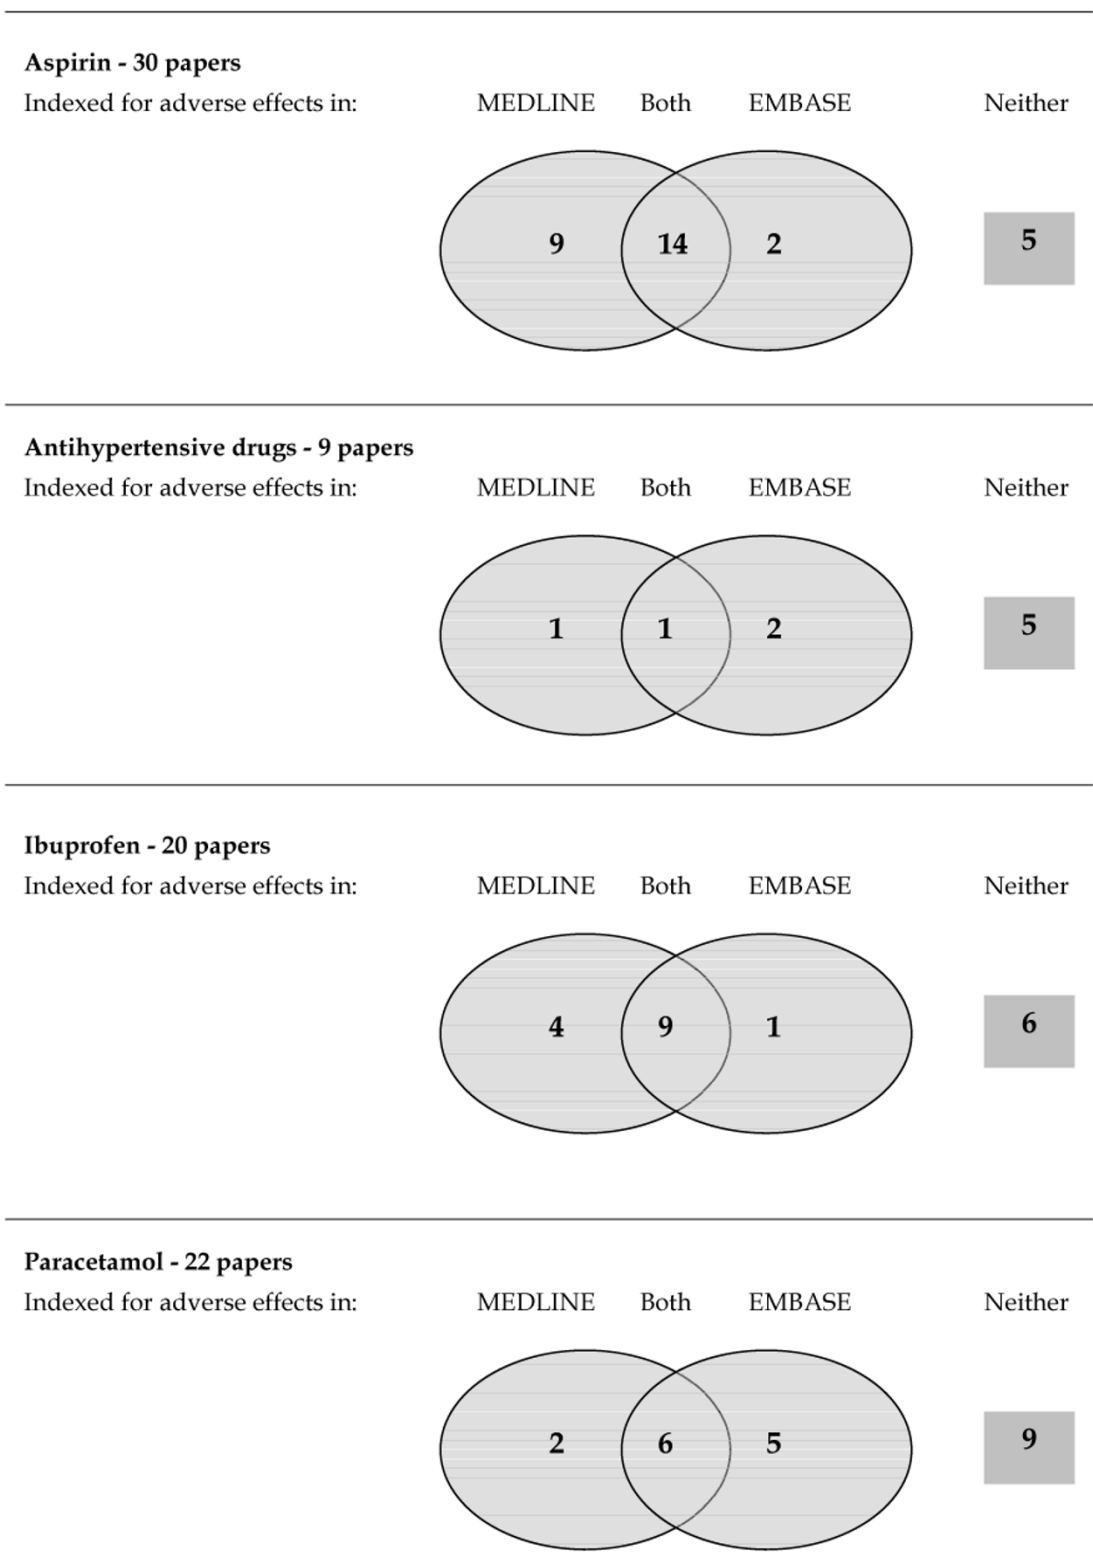 Aspirin - 30 papers
Indexed for adverse effects in: MEDLINE Both EMBASE Neither
9 14 2 5
Antihypertensive drugs - 9 papers
Indexed for adverse effects in: MEDLINE Both EMBASE Neither
1 1 2 5
Ibuprofen - 20 papers
Indexed for adverse effects in: MEDLINE Both EMBASE Neither
4 9 1 6
Paracetamol - 22 papers
Indexed for adverse effects in: MEDLINE Both EMBASE Neither
2 6 5 9